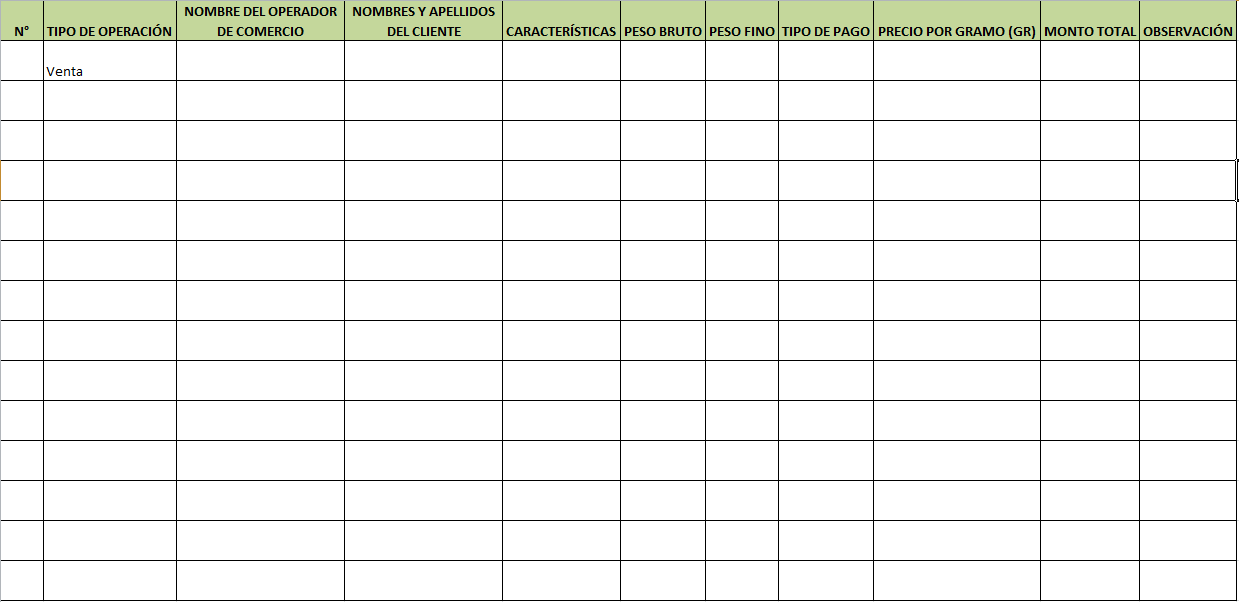 N°
TIPO DE OPERACIÓN
NOMBRE DEL OPERADOR
DE COMERCIO
NOMBRES Y APELLIDOS
DEL CLIENTE
CARACTERÍSTICAS
PESO BRUTO
PESO FINO
TIPO DE PAGO
PRECIO POR GRAMO (GR)
MONTO TOTAL
OBSERVACIÓN
Venta